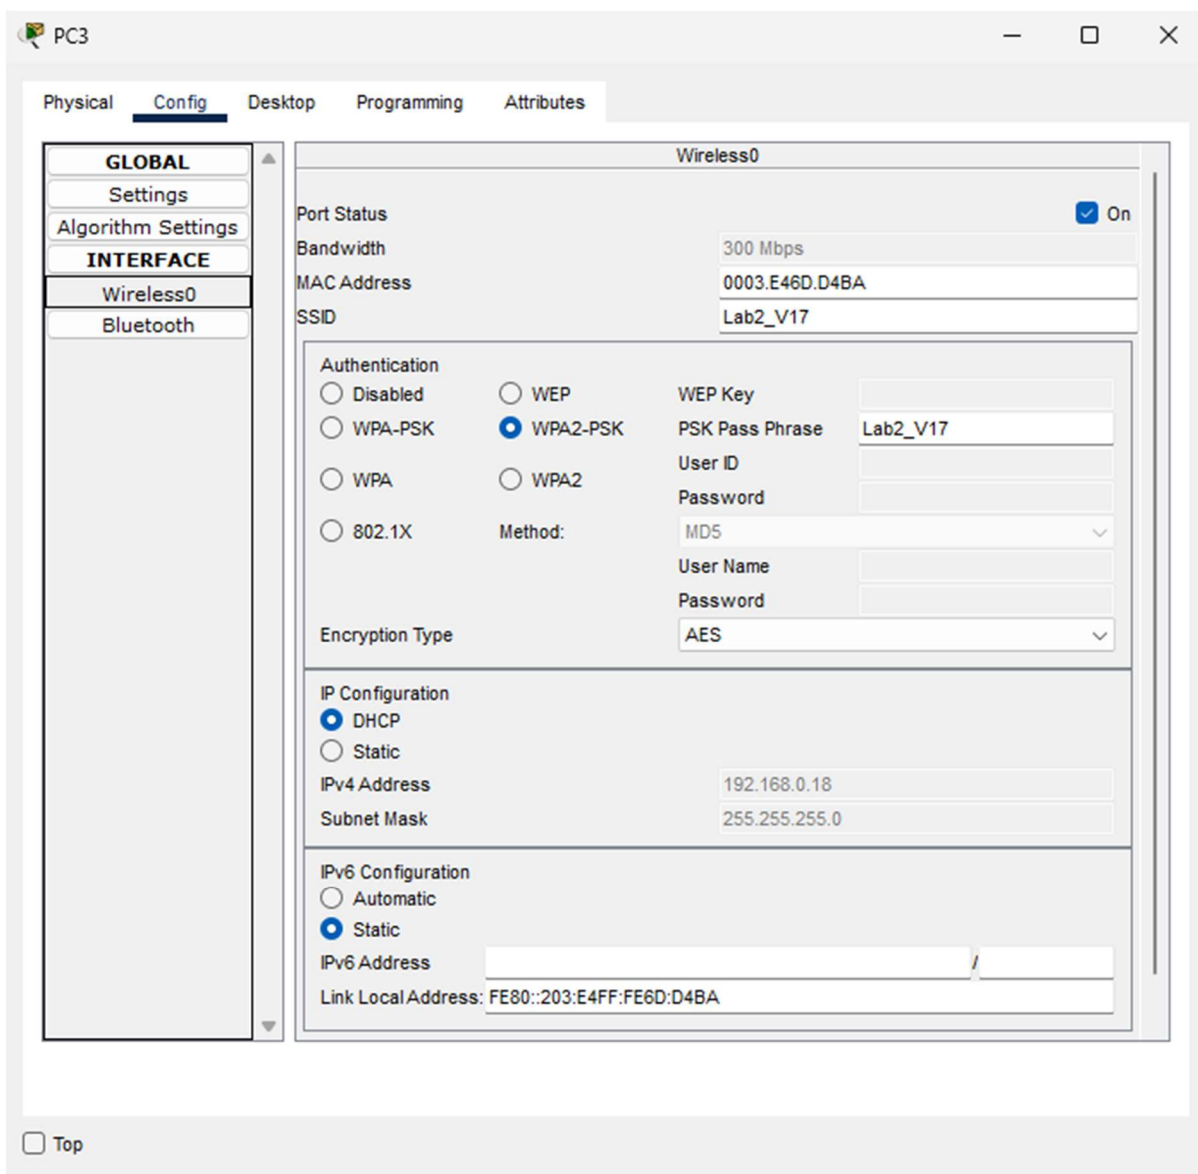 PC3
Physical Config Desktop Programming Attributes
GLOBAL
Settings
Algorithm Settings
INTERFACE
Wireless0
Bluetooth
Wireless0
Port Status On
Bandwidth 300 Mbps
MAC Address 0003.E46D.D4BA
SSID Lab2_V17
Authentication
Disabled WEP WEP Key
WPA-PSK WPA2-PSK PSK Pass Phrase Lab2_V17
User ID
WPA WPA2
Password
802.1X Method: MD5
User Name
Password
Encryption Type AES
IP Configuration
DHCP
Static
IPv4 Address 192.168.0.18
Subnet Mask 255.255.255.0
IPv6 Configuration
Automatic
Static
IPv6 Address /
Link Local Address: FE80::203:E4FF:FE6D:D4BA
Top